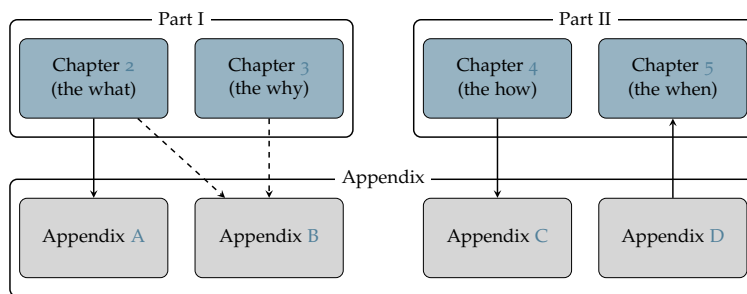 Part I
Part II
Chapter 2
(the what)
Chapter 3
(the why)
Chapter 4
(the how)
Chapter 5
(the when)
Appendix
Appendix A
Appendix B
Appendix C
Appendix D